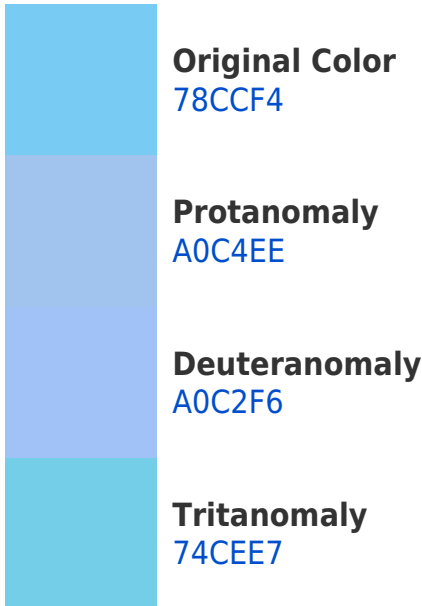 Original Color
78CCF4
Protanomaly
A0C4EE
Deuteranomaly
A0C2F6
Tritanomaly
74CEE7